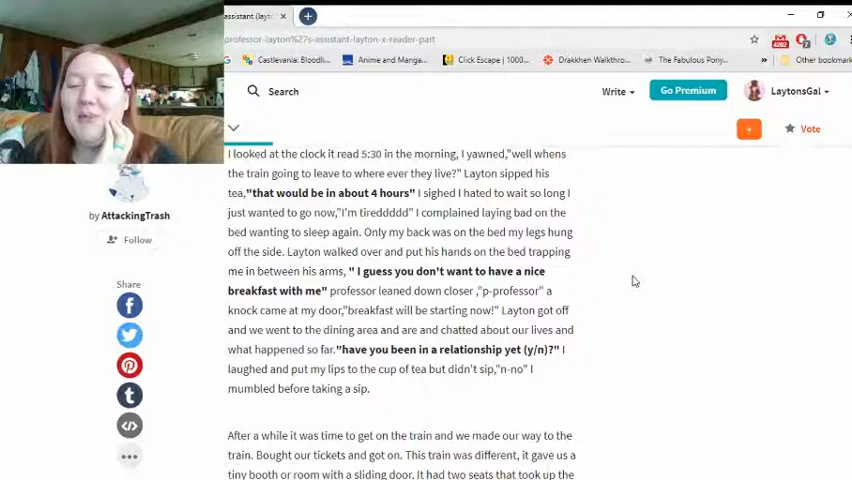 assistant (layt
professor-layton%27s-assistant-layton-x-reader-part
4262
7
Castlevania: Bloodli...
Anime and Manga...
Click Escape | 1000...
Drakkhen Walkthro...
The Fabulous Pony...
»
Other bookmarks
Search
Write
Go Premium
LaytonsGal
+
Vote
I looked at the clock it read 5:30 in the morning, I yawned,"well whens
the train going to leave to where ever they live?" Layton sipped his
tea,"that would be in about 4 hours" I sighed I hated to wait so long I
just wanted to go now,"I'm tireddddd" I complained laying bad on the
bed wanting to sleep again. Only my back was on the bed my legs hung
off the side. Layton walked over and put his hands on the bed trapping
me in between his arms, " I guess you don't want to have a nice
breakfast with me" professor leaned down closer ,"p-professor" a
knock came at my door,"breakfast will be starting now!" Layton got off
and we went to the dining area and are and chatted about our lives and
what happened so far."have you been in a relationship yet (y/n)?" I
laughed and put my lips to the cup of tea but didn't sip,"n-no" I
mumbled before taking a sip.
After a while it was time to get on the train and we made our way to the
train. Bought our tickets and got on. This train was different, it gave us a
tiny booth or room with a sliding door. It had two seats that took up the
by AttackingTrash
Follow
Share